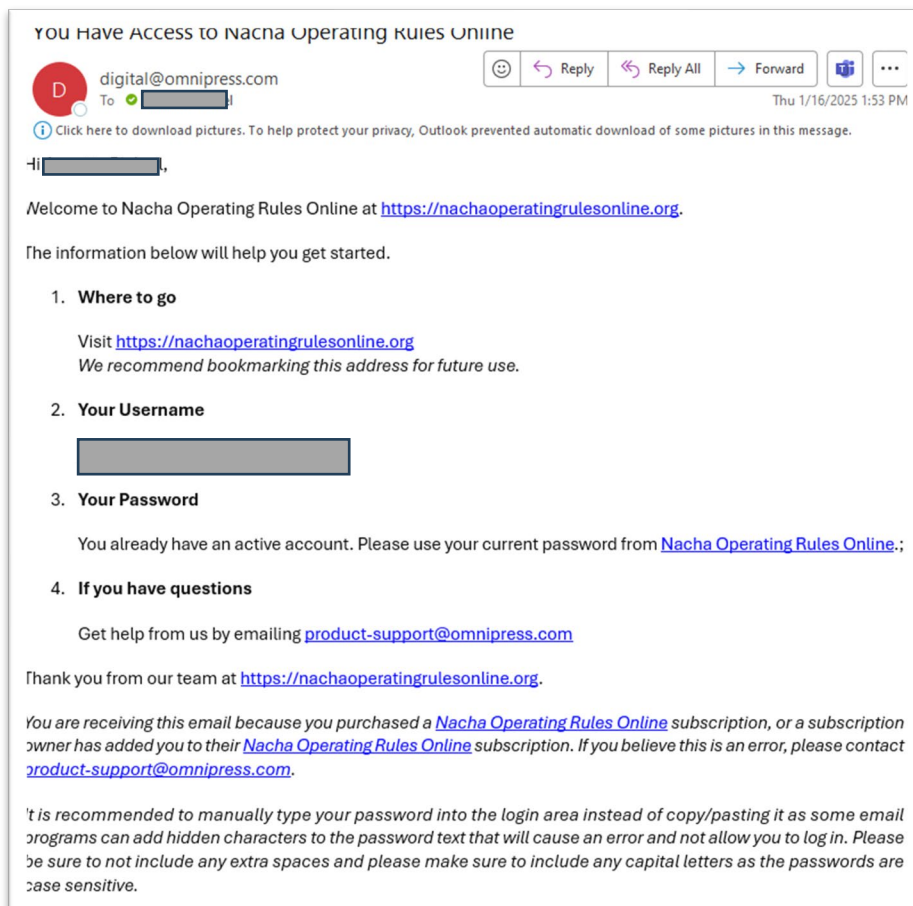 You Have Access to Nacha Operating Rules Online
D
digital@omnipress.com
Reply
Reply All
Forward
To
Thu 1/16/2025 1:53 PM
Click here to download pictures. To help protect your privacy, Outlook prevented automatic download of some pictures in this message.
Hi ,
Welcome to Nacha Operating Rules Online at https://nachaoperatingrulesonline.org.
The information below will help you get started.
1. Where to go
Visit https://nachaoperatingrulesonline.org
We recommend bookmarking this address for future use.
2. Your Username
3. Your Password
You already have an active account. Please use your current password from Nacha Operating Rules Online.;
4. If you have questions
Get help from us by emailing product-support@omnipress.com
Thank you from our team at https://nachaoperatingrulesonline.org.
You are receiving this email because you purchased a Nacha Operating Rules Online subscription, or a subscription
owner has added you to their Nacha Operating Rules Online subscription. If you believe this is an error, please contact
product-support@omnipress.com.
It is recommended to manually type your password into the login area instead of copy/pasting it as some email
programs can add hidden characters to the password text that will cause an error and not allow you to log in. Please
be sure to not include any extra spaces and please make sure to include any capital letters as the passwords are
case sensitive.